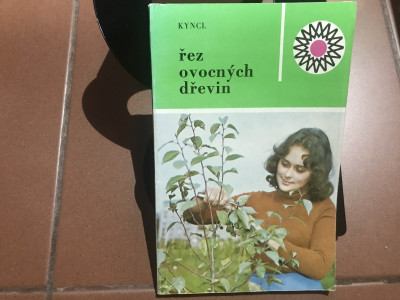 KYNCL
řez
ovocných
dřevin